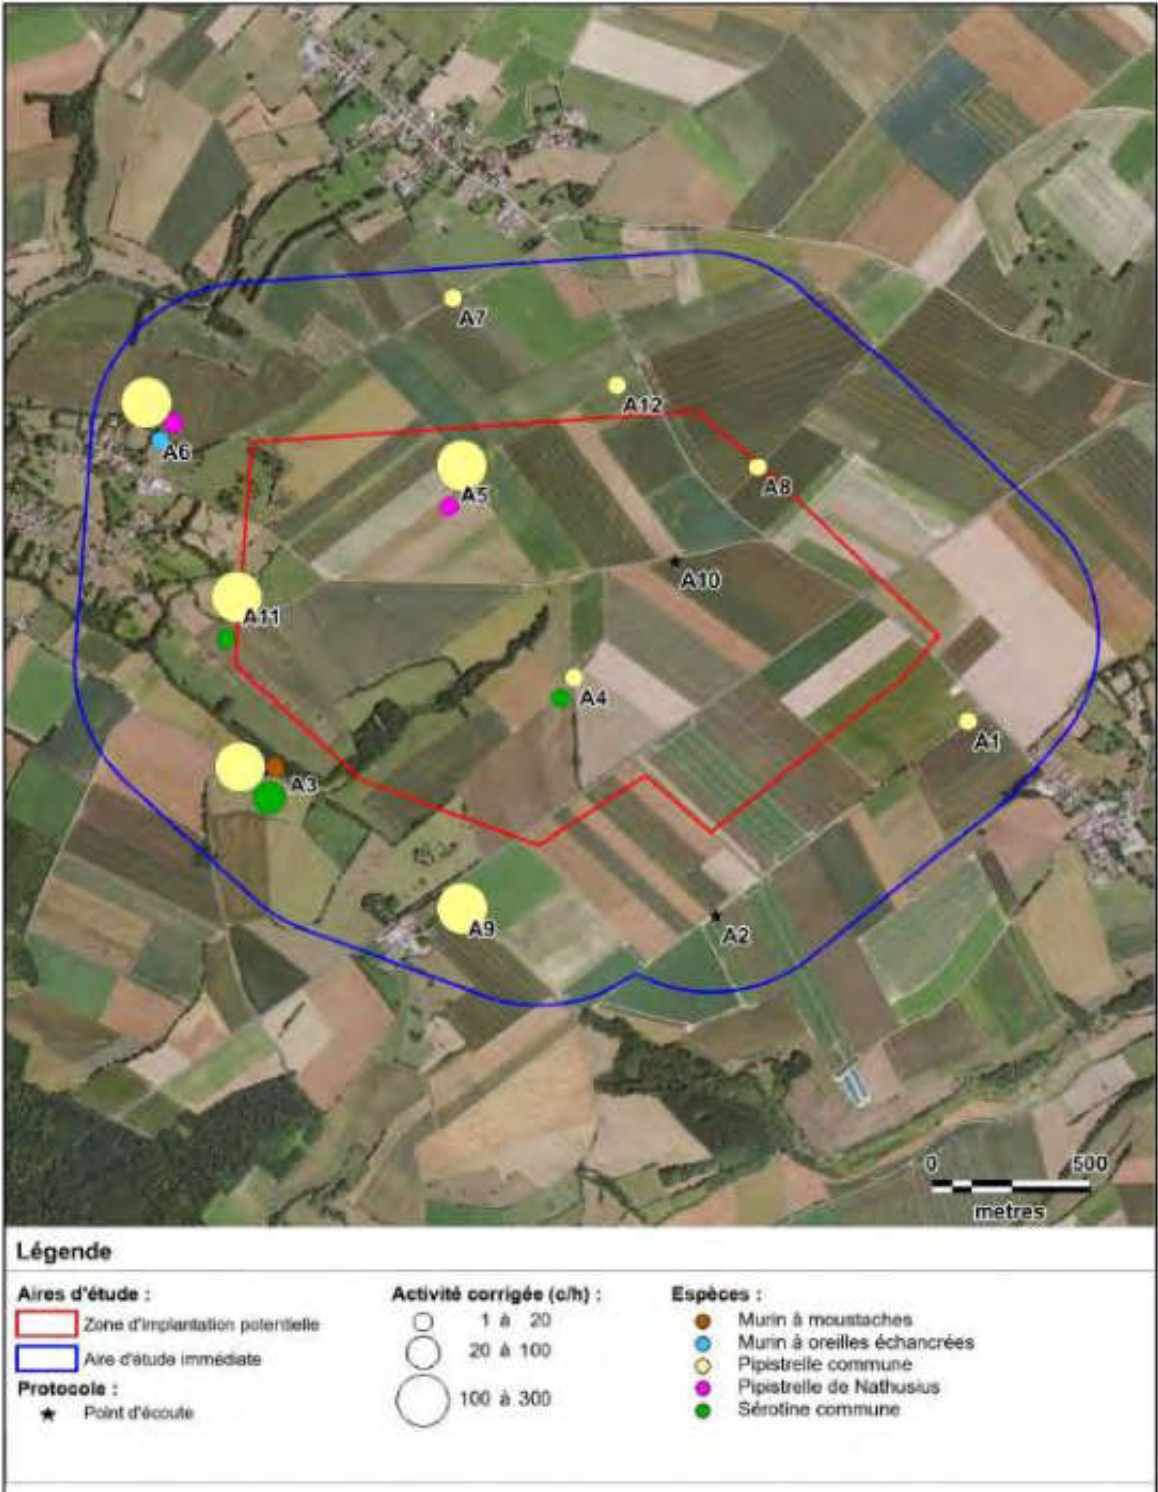 A7
A12
A6
A5
A8
A10
A11
A4
A1
A3
A9
A2
0 500
mètres
Légende
Aires d'étude :
Zone d'implantation potentielle
Aire d'étude immédiate
Protocole :
Point d'écoute
Activité corrigée (c/h) :
1 à 20
20 à 100
100 à 300
Espèces :
Murin à moustaches
Murin à oreilles échancrées
Pipistrelle commune
Pipistrelle de Nathusius
Sérotine commune